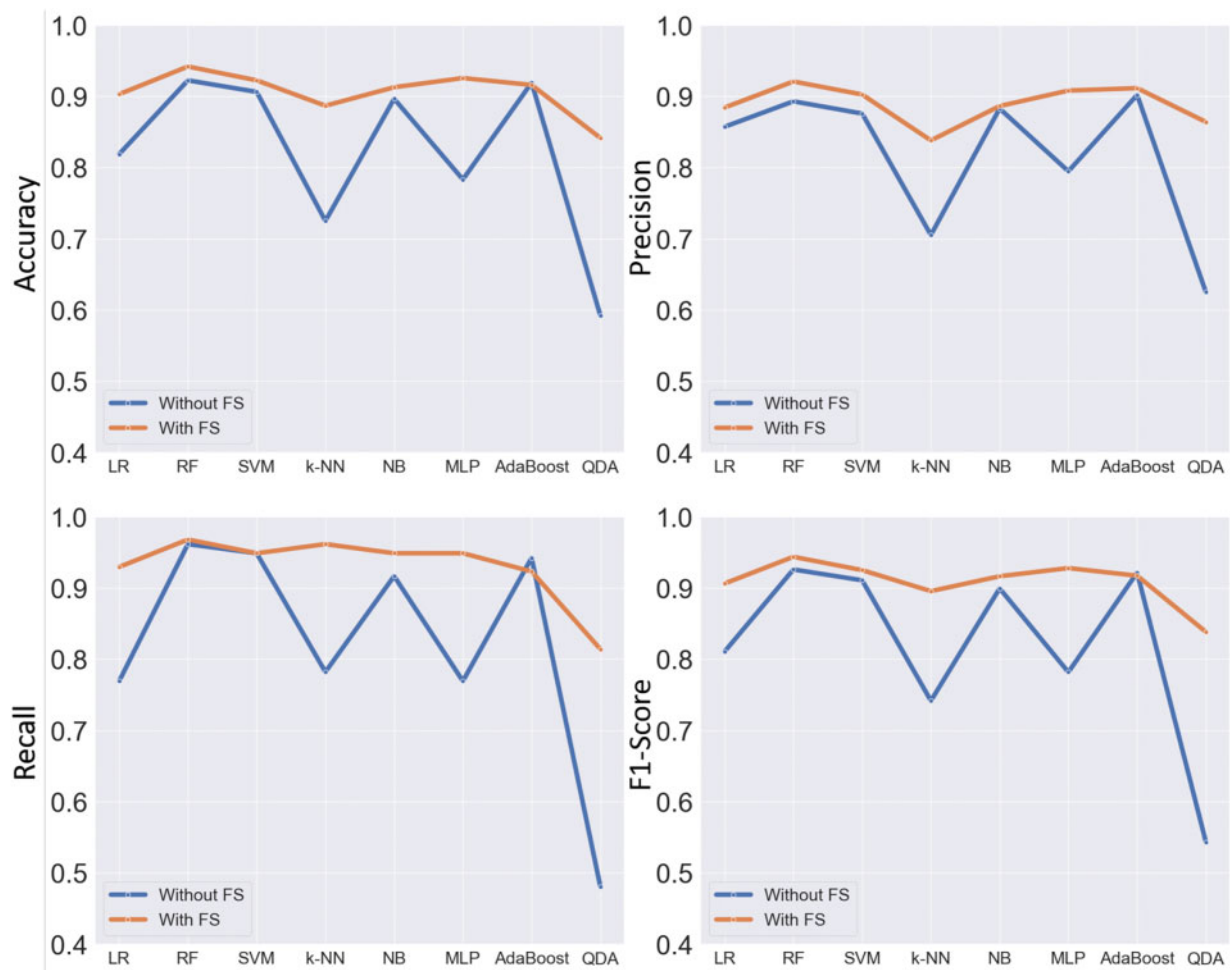 Accuracy
1.0
0.9
0.8
0.7
0.6
0.5
0.4
Without FS
With FS
LR RF SVM k-NN NB MLP AdaBoost QDA
Precision
1.0
0.9
0.8
0.7
0.6
0.5
0.4
Without FS
With FS
LR RF SVM k-NN NB MLP AdaBoost QDA
Recall
1.0
0.9
0.8
0.7
0.6
0.5
0.4
Without FS
With FS
LR RF SVM k-NN NB MLP AdaBoost QDA
F1-Score
1.0
0.9
0.8
0.7
0.6
0.5
0.4
Without FS
With FS
LR RF SVM k-NN NB MLP AdaBoost QDA